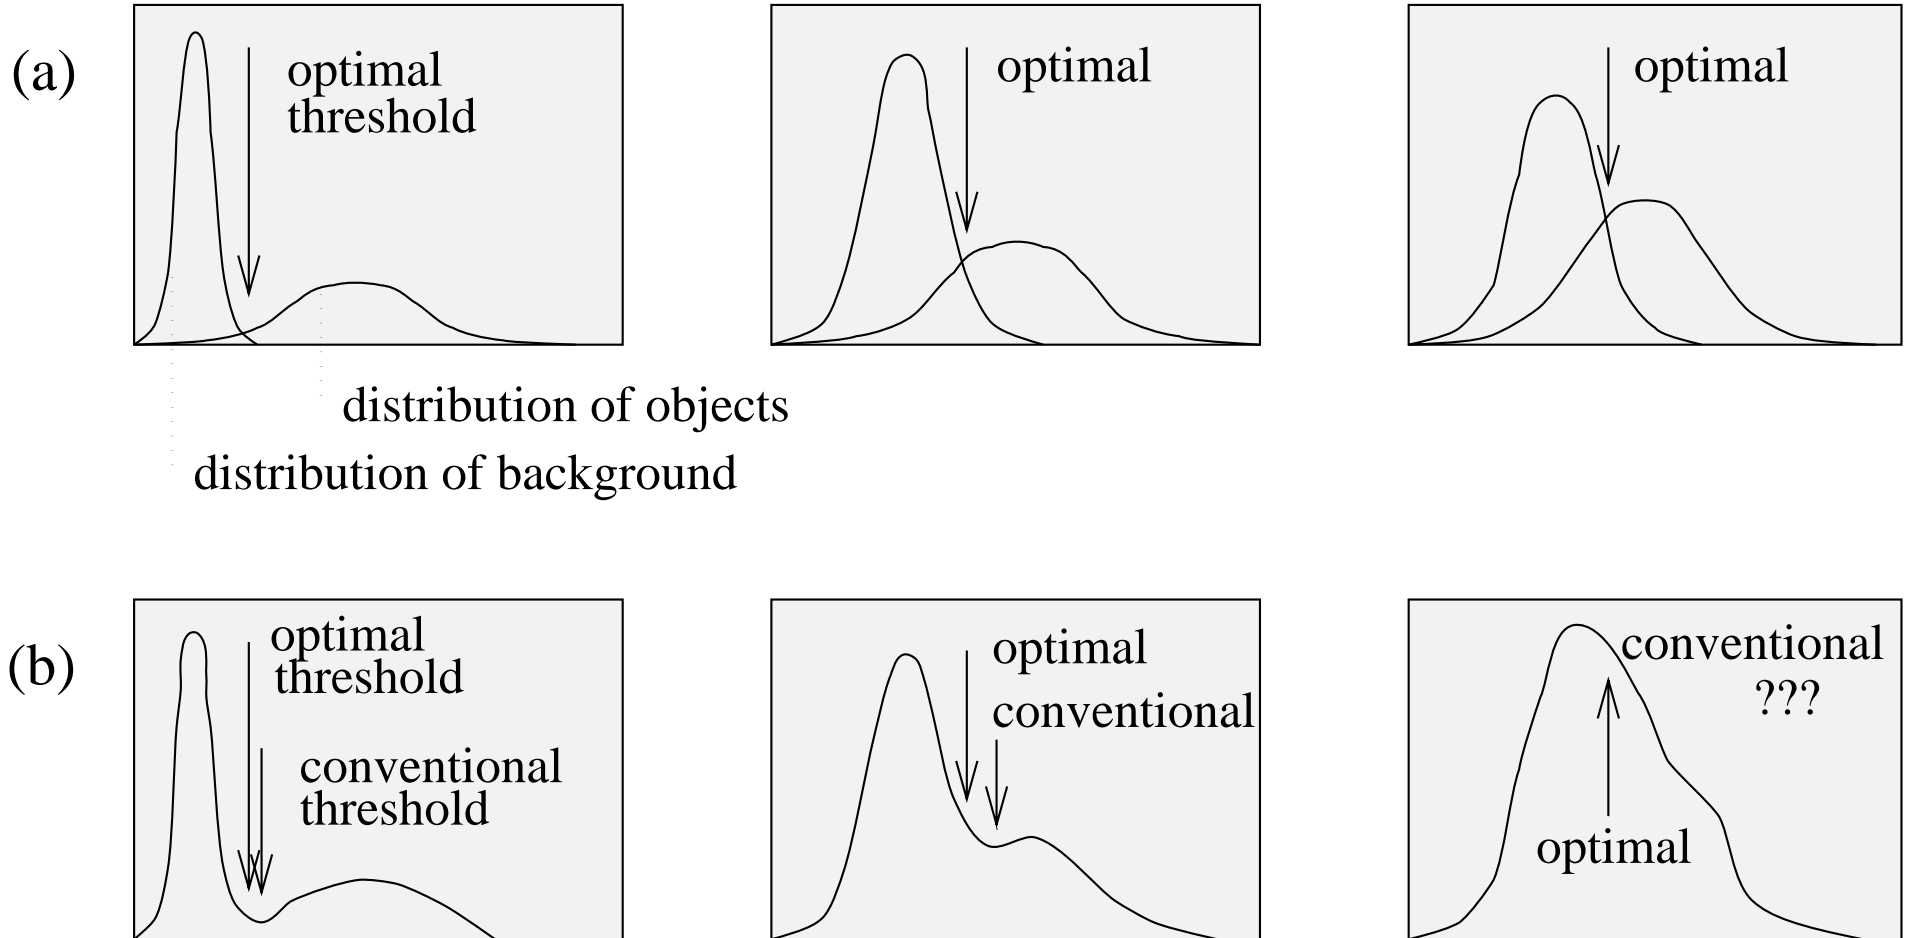 (a)
optimal
threshold
optimal
optimal
distribution of objects
distribution of background
(b)
optimal
threshold
conventional
threshold
optimal
conventional
conventional
???
optimal